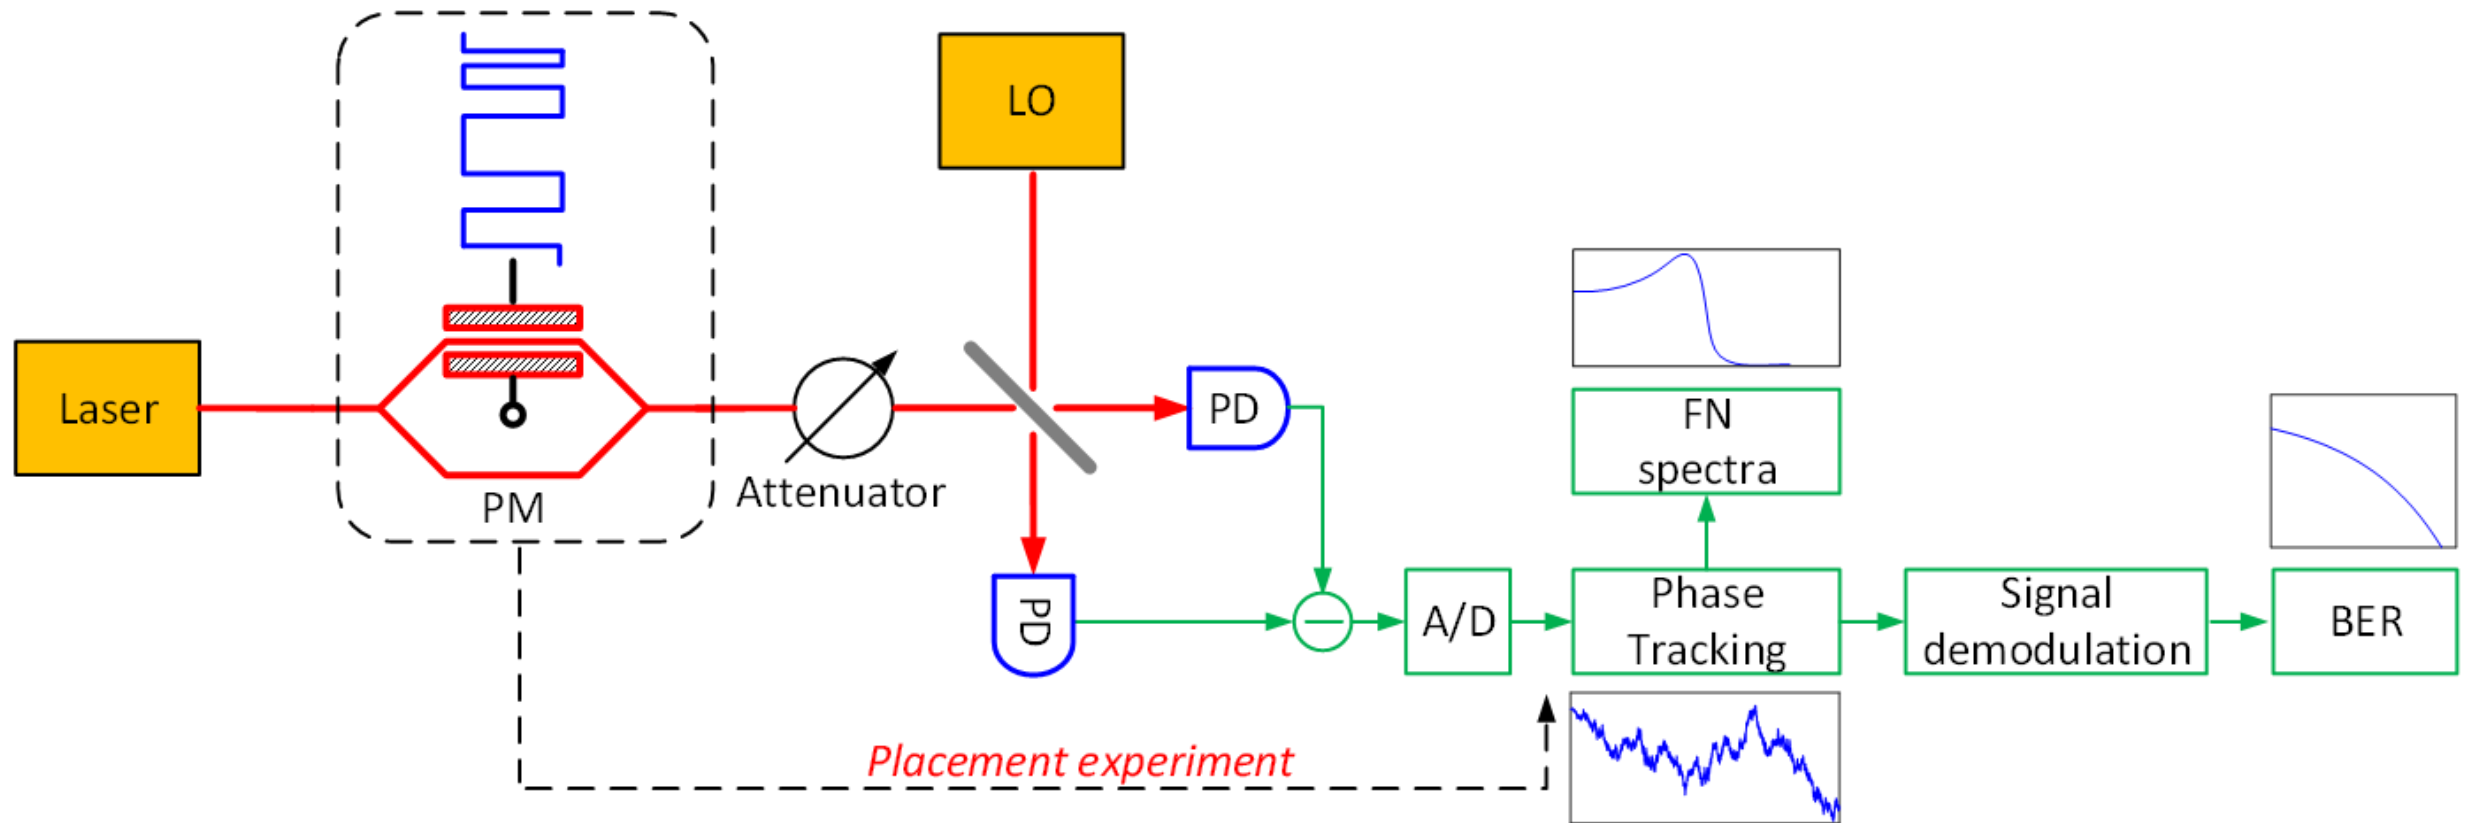 LO
Laser
PM
Attenuator
PD
PD
A/D
FN
spectra
Phase
Tracking
Signal
demodulation
BER
Placement experiment